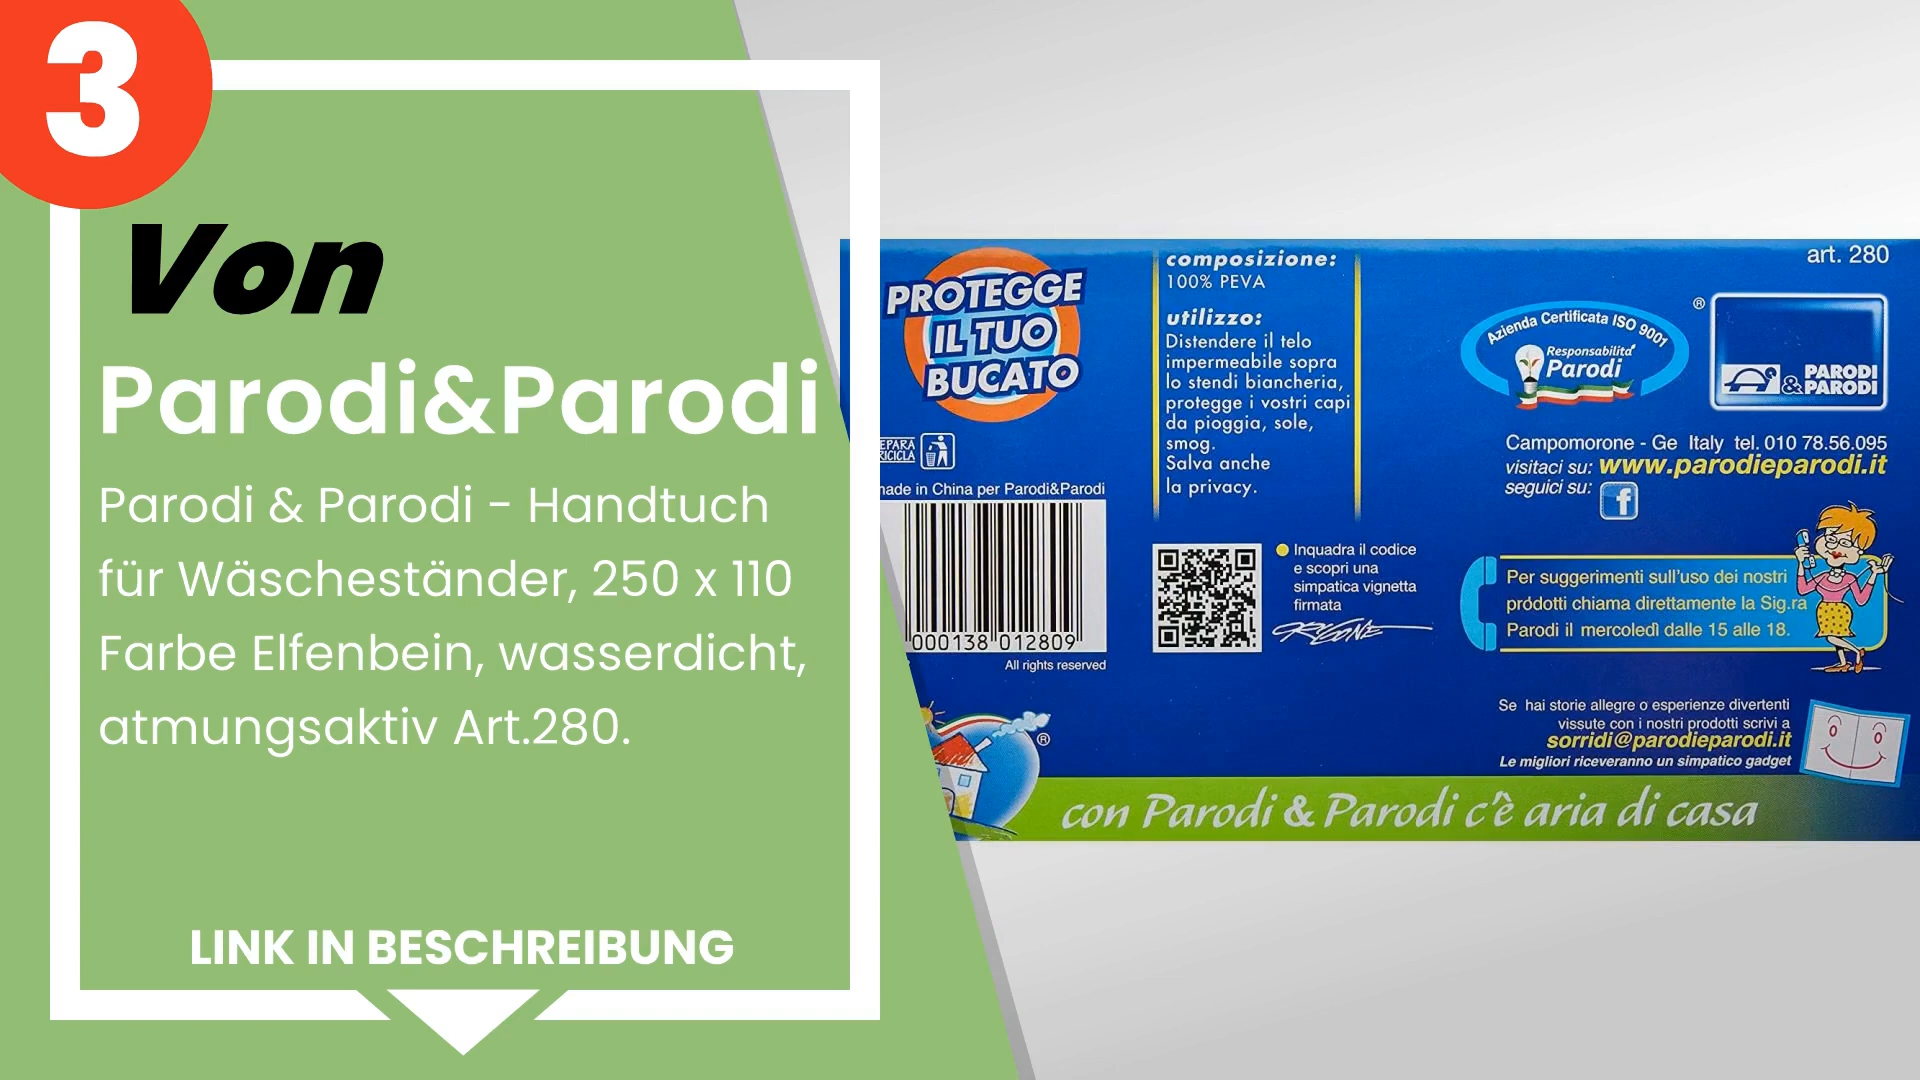 3
Von
Parodi&Parodi
Parodi & Parodi - Handtuch
für Wäscheständer, 250 x 110
Farbe Elfenbein, wasserdicht,
atmungsaktiv Art.280.
LINK IN BESCHREIBUNG
PROTEGGE
IL TUO
BUCATO
made in China per Parodi&Parodi
000138 012809
All rights reserved
composizione:
100% PEVA
utilizzo:
Distendere il telo
impermeabile sopra
lo stendi biancheria,
protegge i vostri capi
da pioggia, sole,
smog.
Salva anche
la privacy.
Inquadra il codice
e scopri una
simpatica vignetta
firmata
art. 280
Azienda Certificata ISO 9001
Responsabilita'
Parodi
®
PARODI
&PARODI
Campomorone - Ge Italy tel. 010 78.56.095
visitaci su: www.parodieparodi.it
seguici su: f
Per suggerimenti sull'uso dei nostri
prodotti chiama direttamente la Sig.ra
Parodi il mercoledì dalle 15 alle 18.
Se hai storie allegre o esperienze divertenti
vissute con i nostri prodotti scrivi a
sorridi@parodieparodi.it
Le migliori riceveranno un simpatico gadget
®
con Parodi & Parodi c'è aria di casa